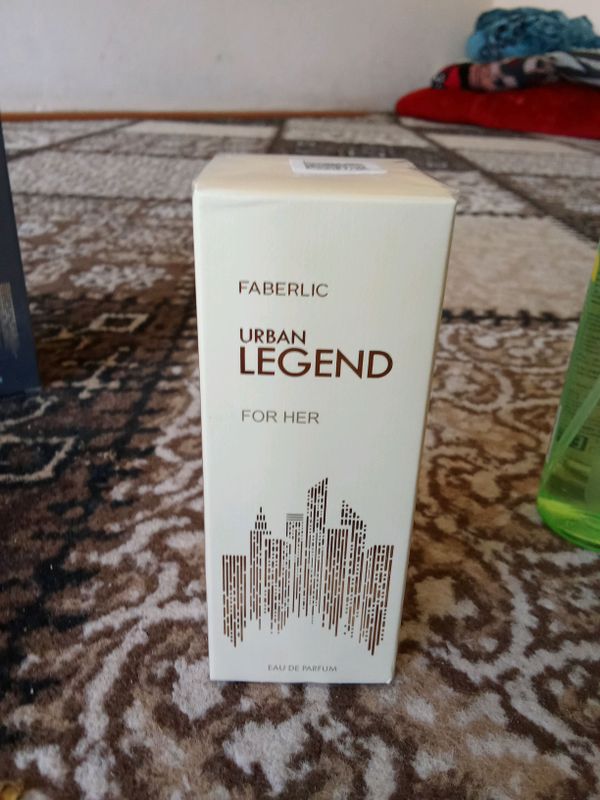 FABERLIC
URBAN
LEGEND
FOR HER
EAU DE PARFUM